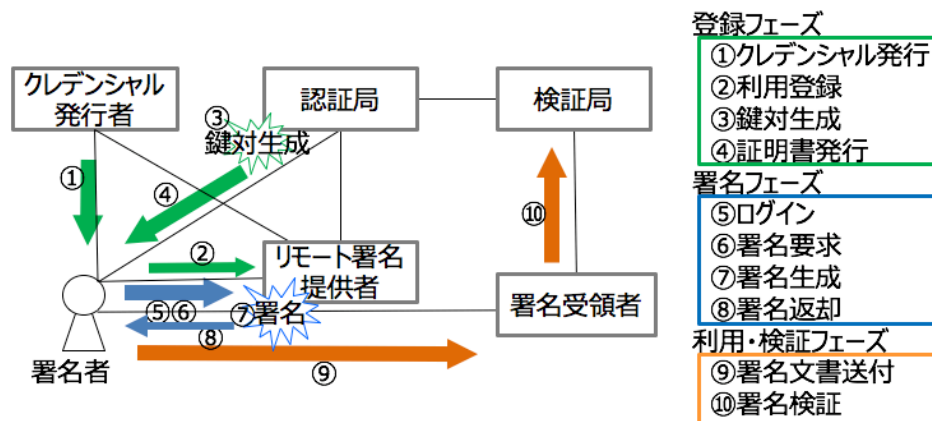 クレデンシャル
発行者
認証局
検証局
③
鍵対生成
①
④
⑩
②
リモート署名
提供者
⑤⑥
⑦署名
⑧
署名受領者
署名者
⑨
登録フェーズ
①クレデンシャル発行
②利用登録
③鍵対生成
④証明書発行
署名フェーズ
⑤ログイン
⑥署名要求
⑦署名生成
⑧署名返却
利用・検証フェーズ
⑨署名文書送付
⑩署名検証